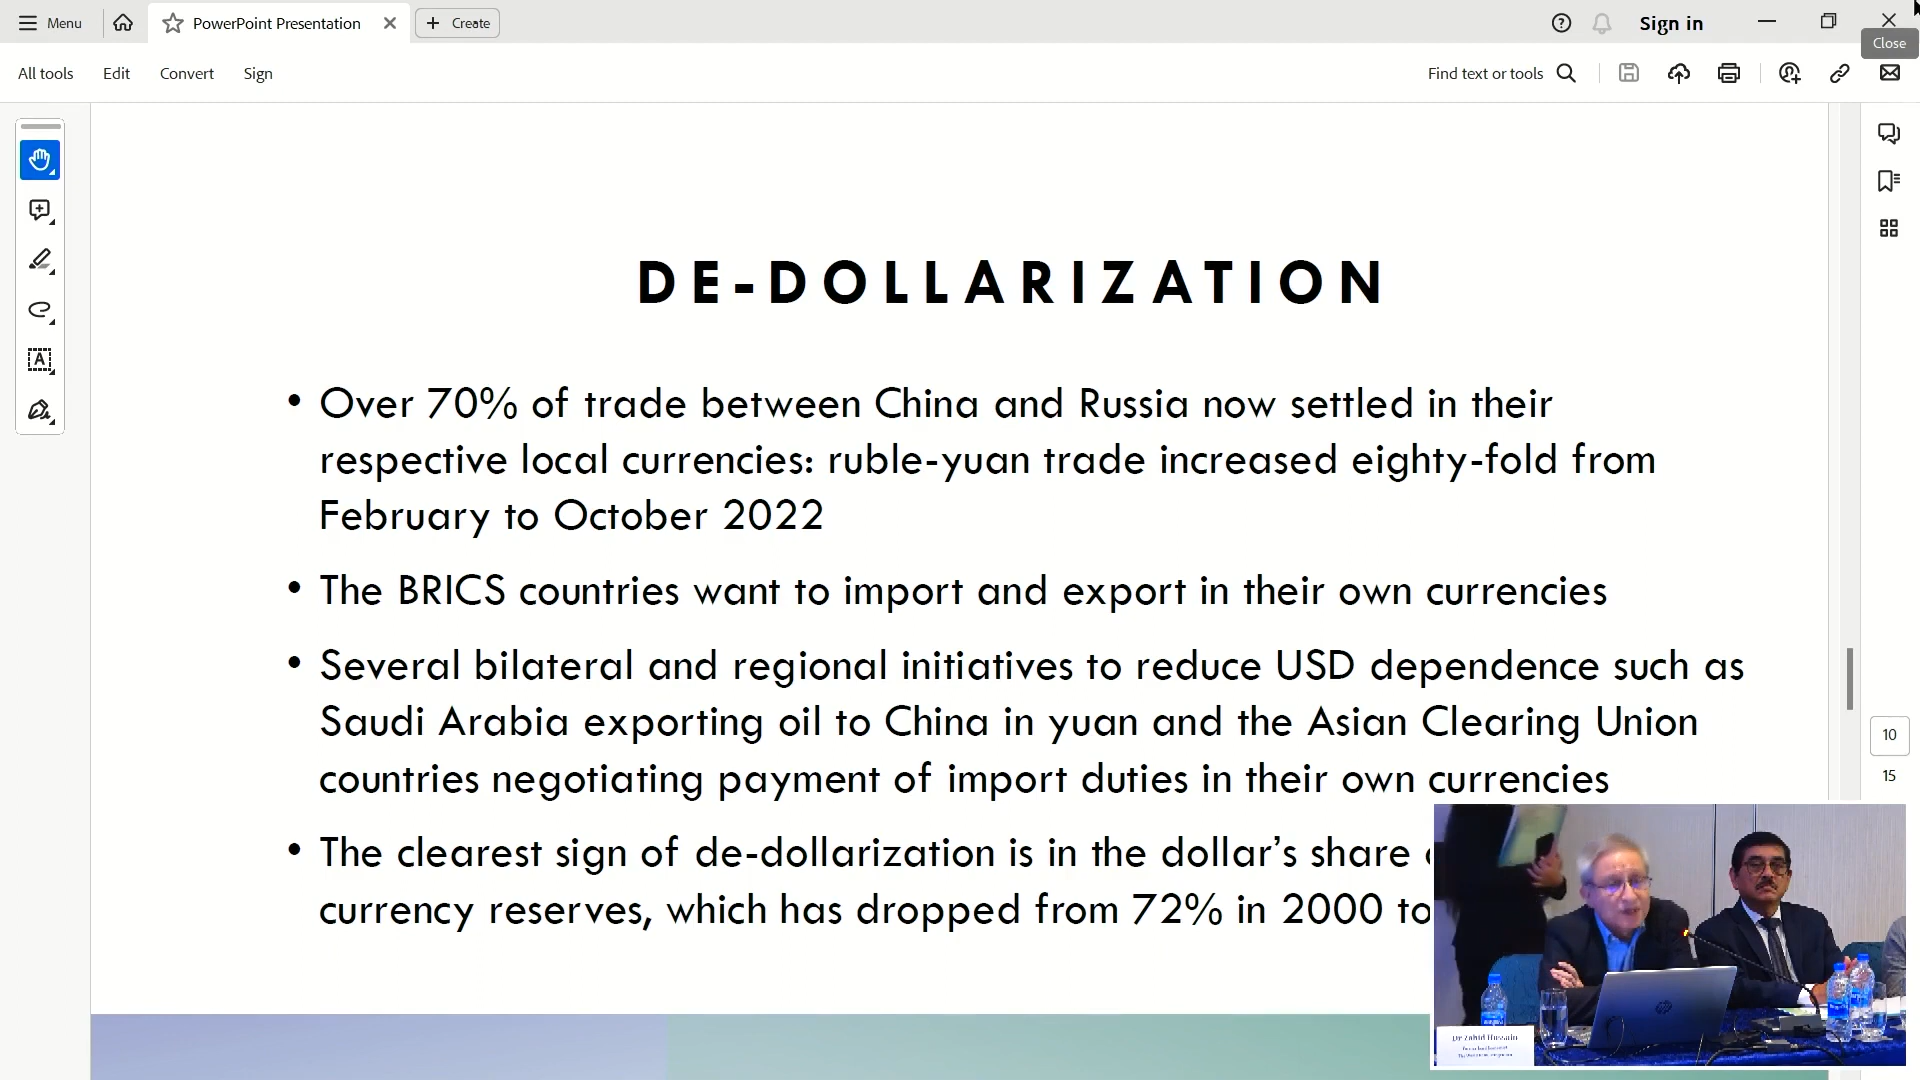 Menu
PowerPoint Presentation
Create
Sign in
Close
All tools
Edit
Convert
Sign
Find text or tools
DE-DOLLARIZATION
• Over 70% of trade between China and Russia now settled in their
respective local currencies: ruble-yuan trade increased eighty-fold from
February to October 2022
• The BRICS countries want to import and export in their own currencies
• Several bilateral and regional initiatives to reduce USD dependence such as
Saudi Arabia exporting oil to China in yuan and the Asian Clearing Union
countries negotiating payment of import duties in their own currencies
• The clearest sign of de-dollarization is in the dollar’s share
currency reserves, which has dropped from 72% in 2000 to
10
15
Dr Zahid Hussain